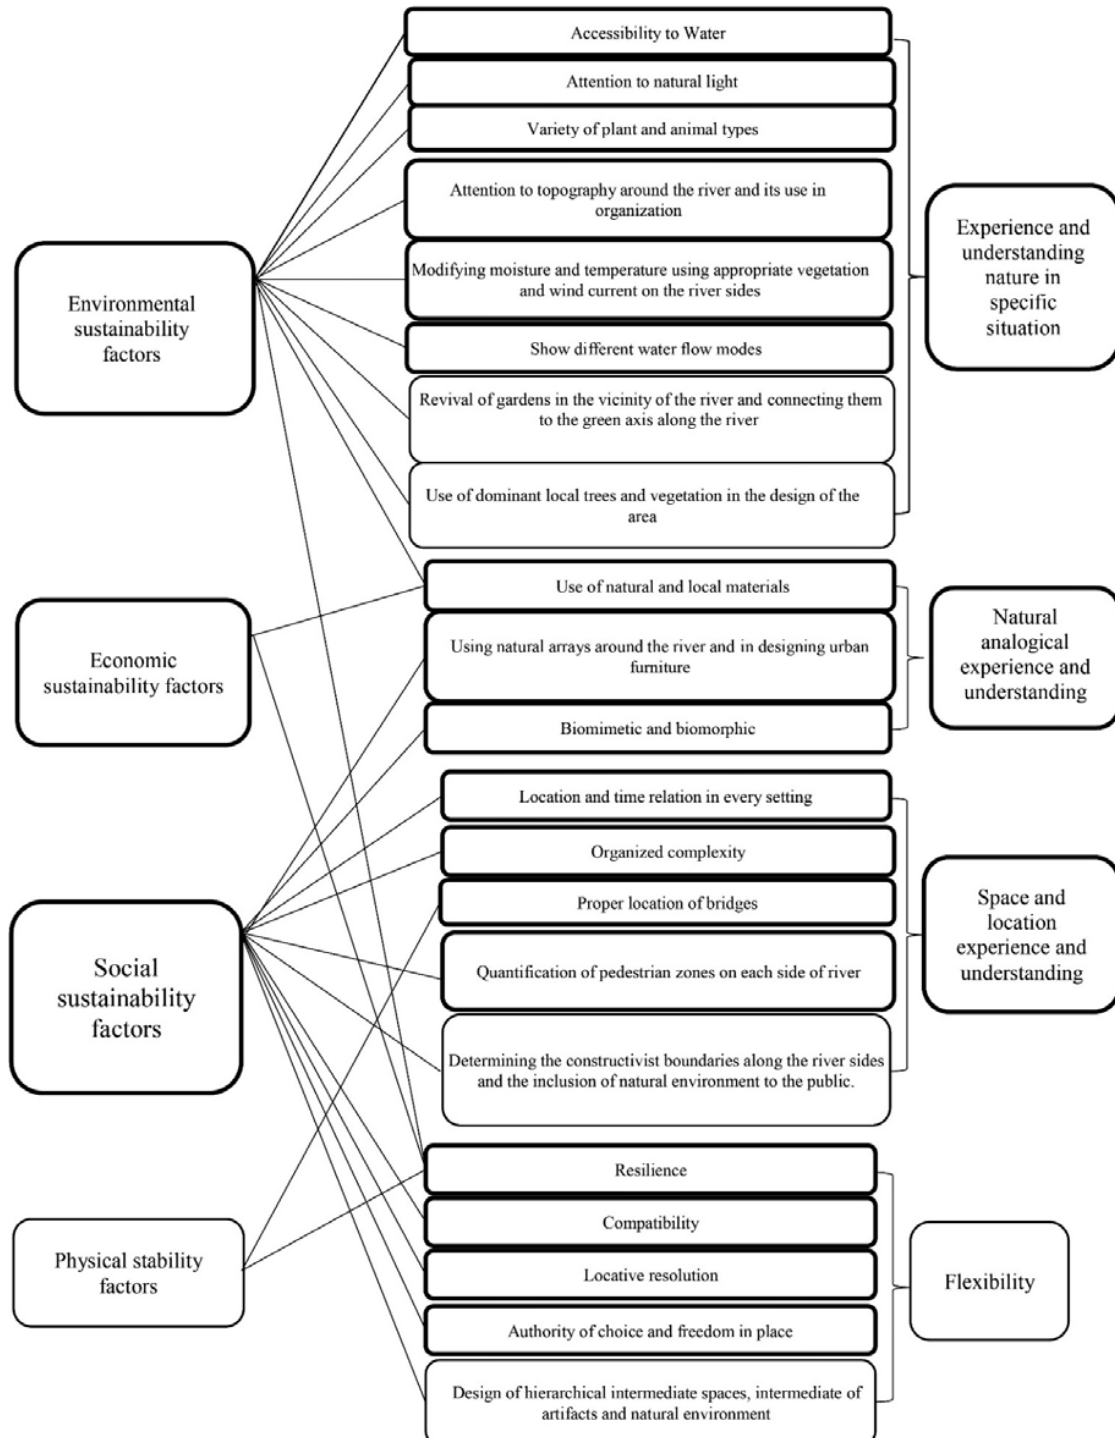 Environmental
sustainability
factors
Economic
sustainability factors
Social
sustainability
factors
Physical stability
factors
Accessibility to Water
Attention to natural light
Variety of plant and animal types
Attention to topography around the river and its use in
organization
Modifying moisture and temperature using appropriate vegetation
and wind current on the river sides
Show different water flow modes
Revival of gardens in the vicinity of the river and connecting them
to the green axis along the river
Use of dominant local trees and vegetation in the design of the
area
Use of natural and local materials
Using natural arrays around the river and in designing urban
furniture
Biomimetic and biomorphic
Location and time relation in every setting
Organized complexity
Proper location of bridges
Quantification of pedestrian zones on each side of river
Determining the constructivist boundaries along the river sides
and the inclusion of natural environment to the public.
Resilience
Compatibility
Locative resolution
Authority of choice and freedom in place
Design of hierarchical intermediate spaces, intermediate of
artifacts and natural environment
Experience and
understanding
nature in
specific
situation
Natural
analogical
experience and
understanding
Space and
location
experience and
understanding
Flexibility